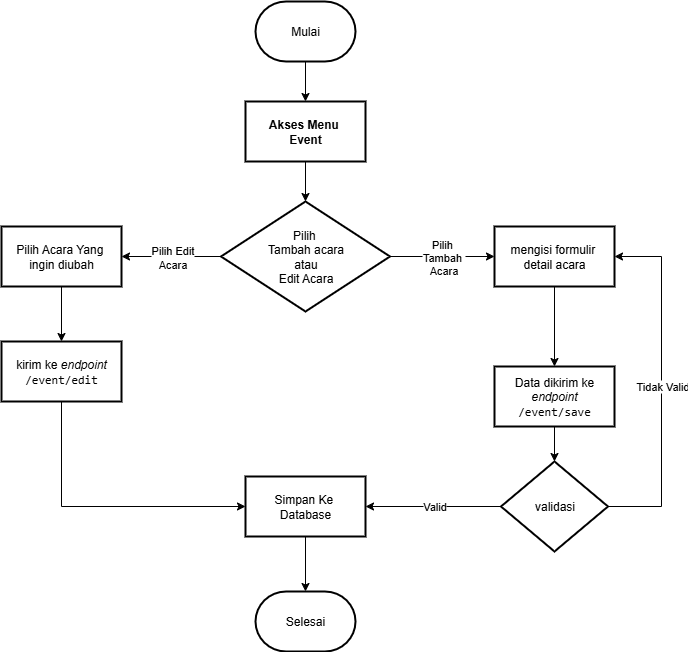 Mulai
Akses Menu
Event
Pilih
Tambah acara
atau
Edit Acara
Pilih Edit
Acara
Pilih
Tambah
Acara
Pilih Acara Yang
ingin diubah
mengisi formulir
detail acara
kirim ke endpoint
/event/edit
Data dikirim ke
endpoint
/event/save
Tidak Valid
validasi
Valid
Simpan Ke
Database
Selesai